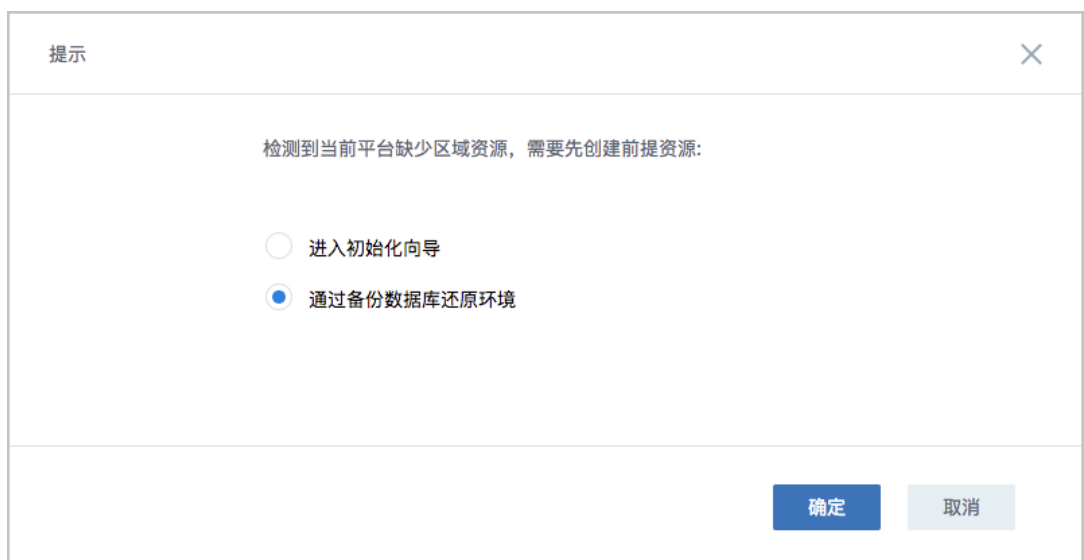 提示
检测到当前平台缺少区域资源，需要先创建前提资源:
进入初始化向导
通过备份数据库还原环境
确定
取消